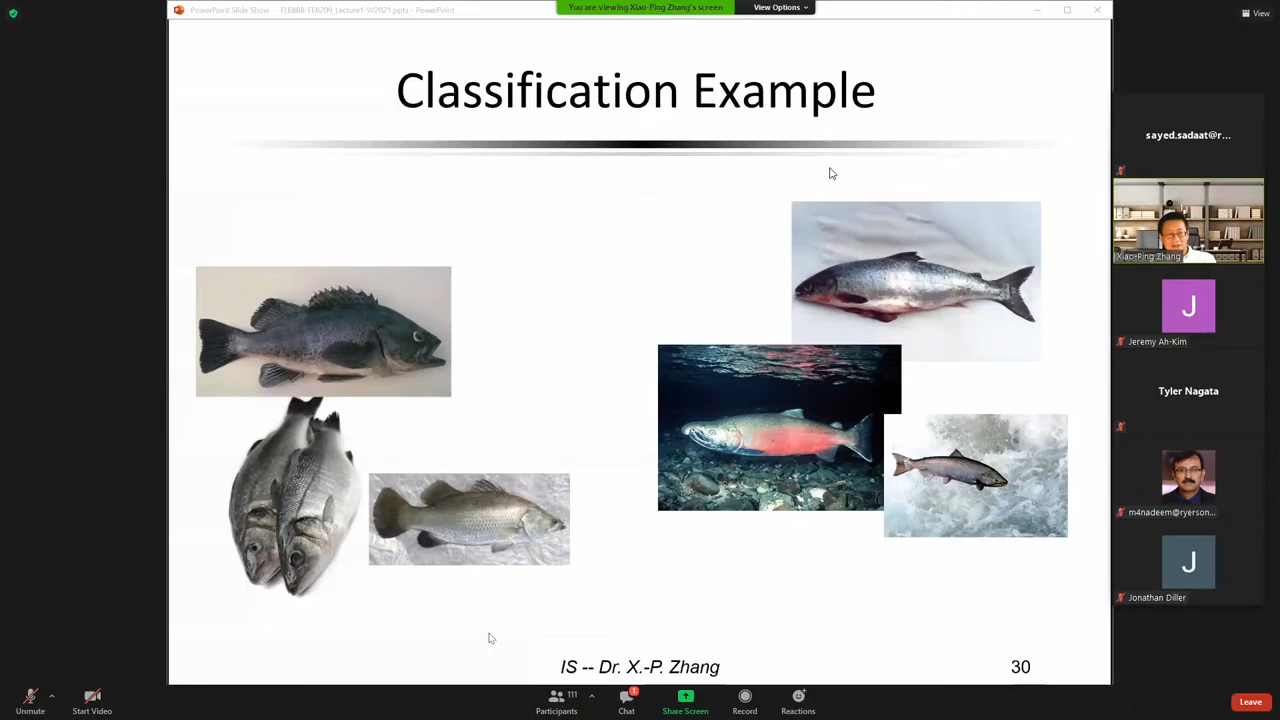 PowerPoint Slide Show - ELE888-EE8209_Lecture1-W2021.pptx - PowerPoint
You are viewing Xiao-Ping Zhang's screen
View Options
View
Classification Example
sayed.sadaat@r...
Xiao-Ping Zhang
J
Jeremy Ah-Kim
Tyler Nagata
m4nadeem@ryerson...
J
Jonathan Diller
IS -- Dr. X.-P. Zhang
30
Unmute
Start Video
111
Participants
1
Chat
Share Screen
Record
Reactions
Leave